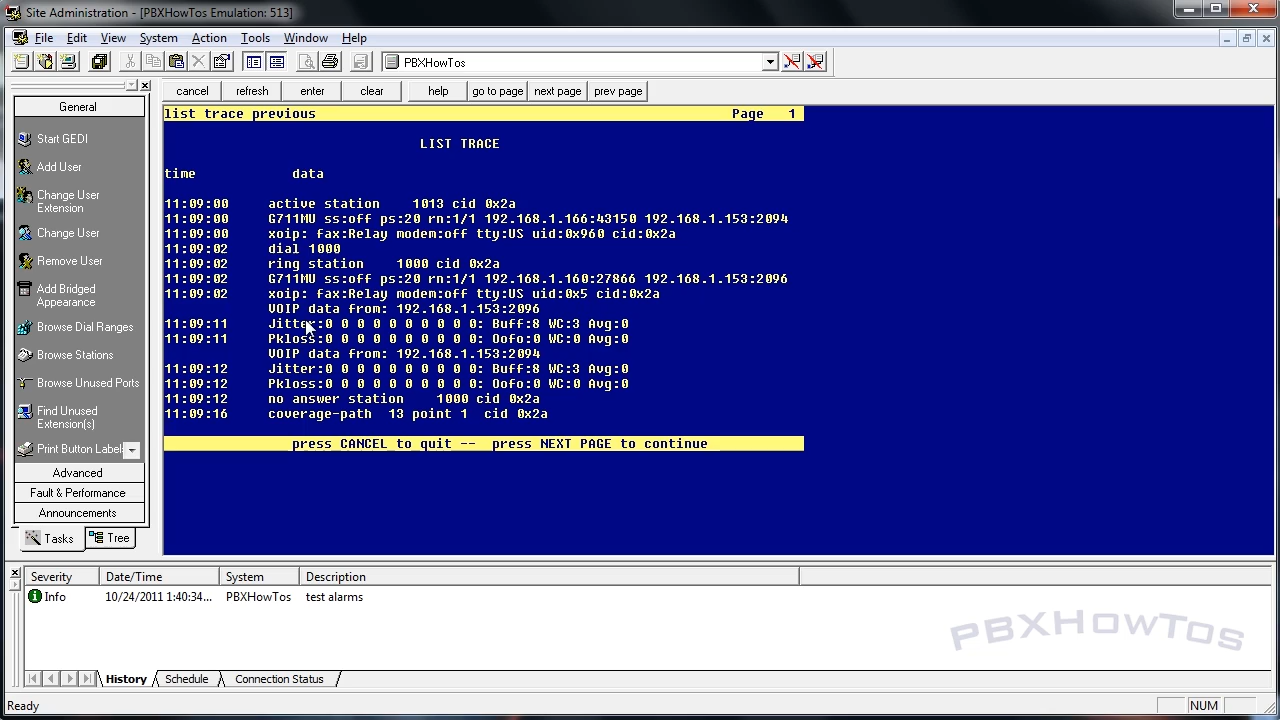 Site Administration - [PBXHowTos Emulation: 513]
File Edit View System Action Tools Window Help
PBXHowTos
General
Start GEDI
Add User
Change User
Extension
Change User
Remove User
Add Bridged
Appearance
Browse Dial Ranges
Browse Stations
Browse Unused Ports
Find Unused
Extension(s)
Print Button Labels
Advanced
Fault & Performance
Announcements
Tasks Tree
cancel refresh enter clear help go to page next page prev page
list trace previous Page 1
LIST TRACE
time data
11:09:00 active station 1013 cid 0x2a
11:09:00 G711MU ss:off ps:20 rn:1/1 192.168.1.166:43150 192.168.1.153:2094
11:09:00 xoip: fax:Relay modem:off tty:US uid:0x960 cid:0x2a
11:09:02 dial 1000
11:09:02 ring station 1000 cid 0x2a
11:09:02 G711MU ss:off ps:20 rn:1/1 192.168.1.160:27866 192.168.1.153:2096
11:09:02 xoip: fax:Relay modem:off tty:US uid:0x5 cid:0x2a
VOIP data from: 192.168.1.153:2096
11:09:11 Jitter:0 0 0 0 0 0 0 0 0 0: Buff:8 WC:3 Avg:0
11:09:11 Pkloss:0 0 0 0 0 0 0 0 0 0: Oofo:0 WC:0 Avg:0
VOIP data from: 192.168.1.153:2094
11:09:12 Jitter:0 0 0 0 0 0 0 0 0 0: Buff:8 WC:3 Avg:0
11:09:12 Pkloss:0 0 0 0 0 0 0 0 0 0: Oofo:0 WC:0 Avg:0
11:09:12 no answer station 1000 cid 0x2a
11:09:16 coverage-path 13 point 1 cid 0x2a
press CANCEL to quit -- press NEXT PAGE to continue
Severity Date/Time System Description
Info 10/24/2011 1:40:34... PBXHowTos test alarms
PBXHowTos
History Schedule Connection Status
Ready NUM